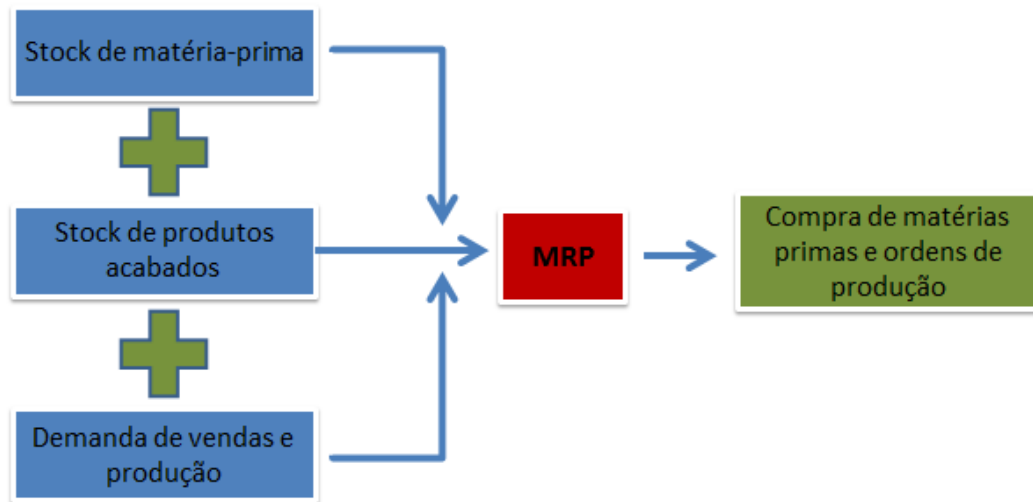 Stock de matéria-prima
Stock de produtos
acabados
Demanda de vendas e
produção
MRP
Compra de matérias
primas e ordens de
produção